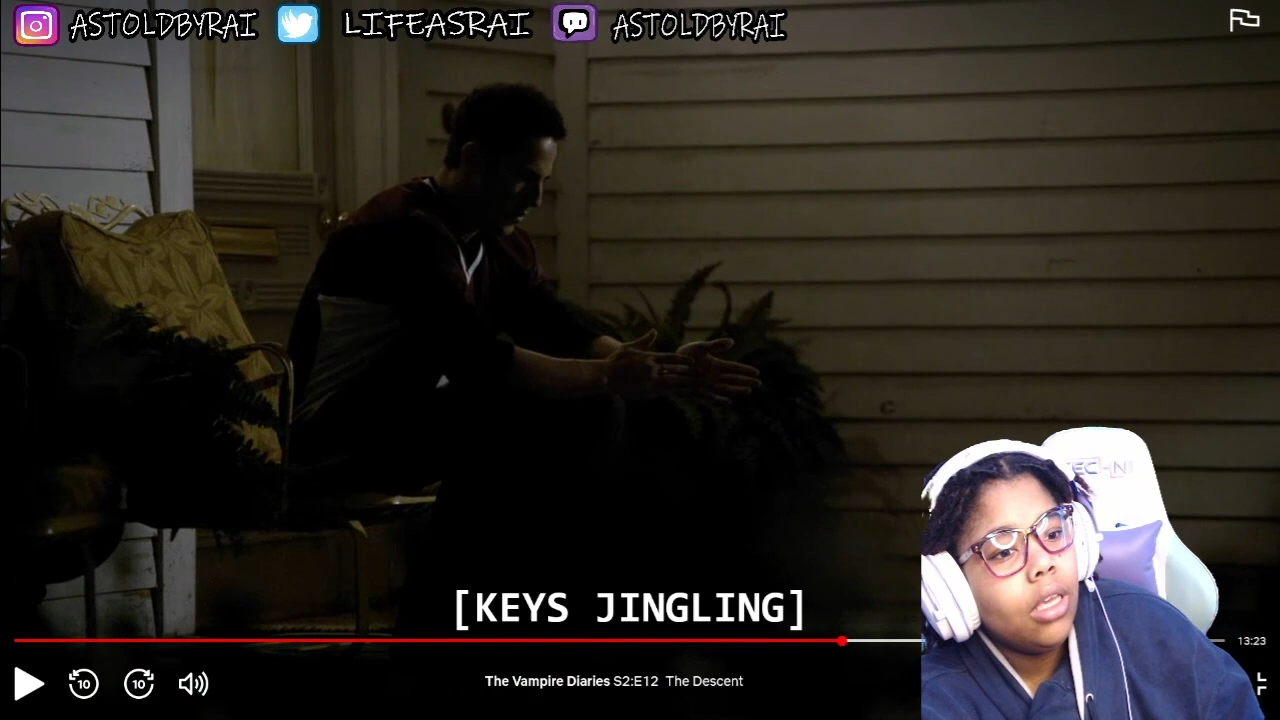 ASTOLDBYRAI LIFEASRAI ASTOLDBYRAI
[KEYS JINGLING]
13:23
10 10 The Vampire Diaries S2:E12 The Descent